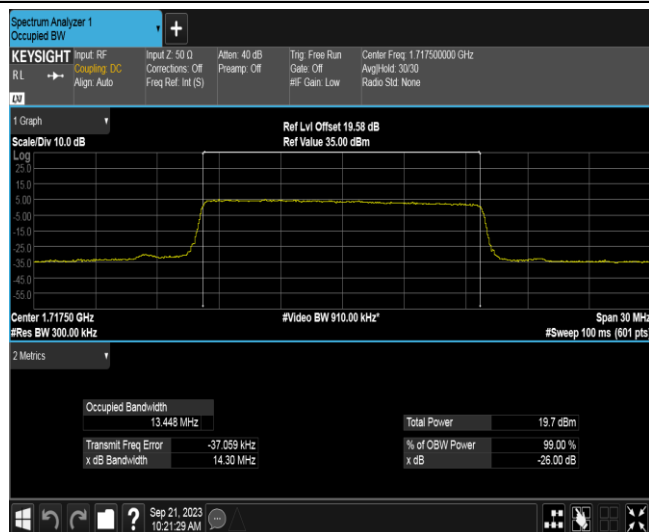 Spectrum Analyzer 1
Occupied BW
+
KEYSIGHT Input: RF Input Z: 50 Ω Atten: 40 dB Trig: Free Run Center Freq: 1.717500000 GHz
RL Coupling: DC Corrections: Off Preamp: Off Gate: Off Avg|Hold: 30/30
Align: Auto Freq Ref: Int (S) #IF Gain: Low Radio Std: None
LXI
1 Graph
Ref Lvl Offset 19.58 dB
Scale/Div 10.0 dB Ref Value 35.00 dBm
Log
25.0
15.0
5.00
-5.00
-15.0
-25.0
-35.0
-45.0
-55.0
Center 1.71750 GHz #Video BW 910.00 kHz* Span 30 MHz
#Res BW 300.00 kHz #Sweep 100 ms (601 pts)
2 Metrics
Occupied Bandwidth
13.448 MHz Total Power 19.7 dBm
Transmit Freq Error -37.059 kHz % of OBW Power 99.00 %
x dB Bandwidth 14.30 MHz x dB -26.00 dB
?
Sep 21, 2023
10:21:29 AM